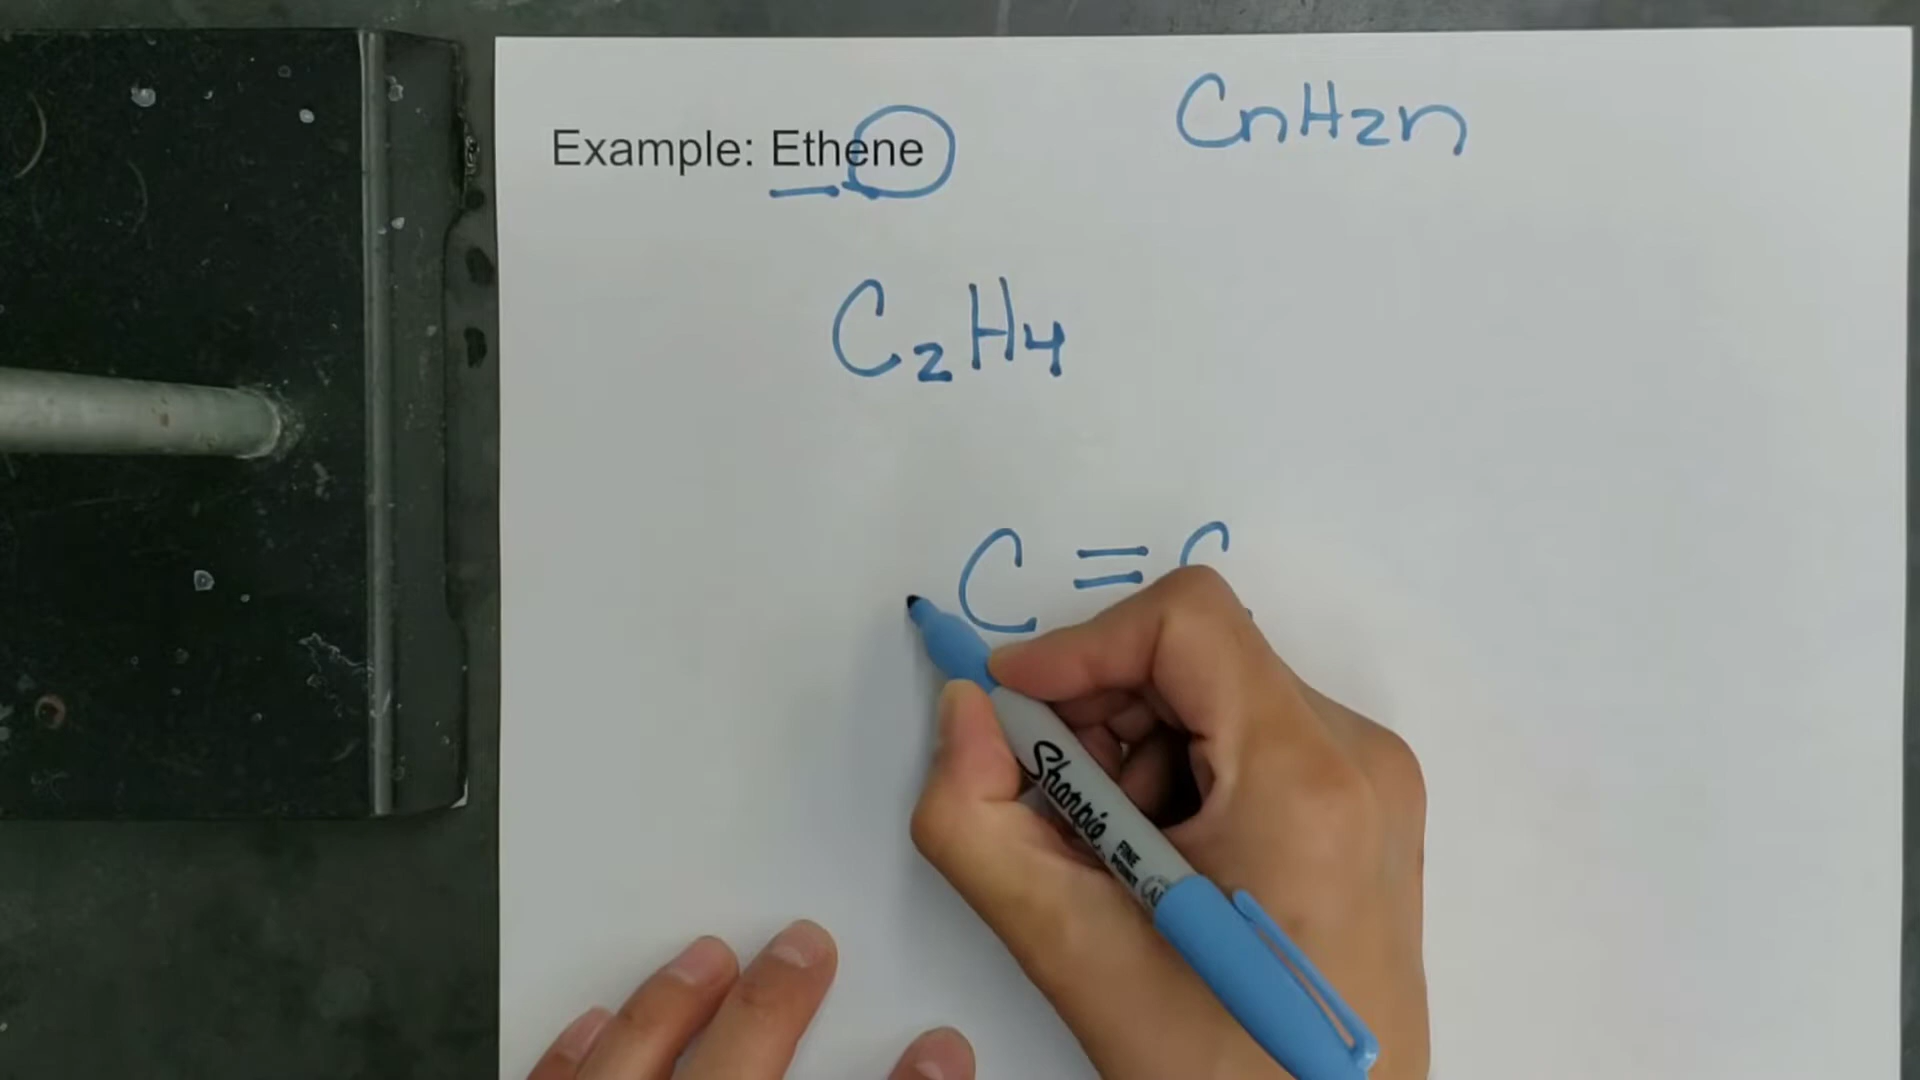 Example: Ethene
CnH2n
C2H4
C = C
Sharpie
FINE
POINT